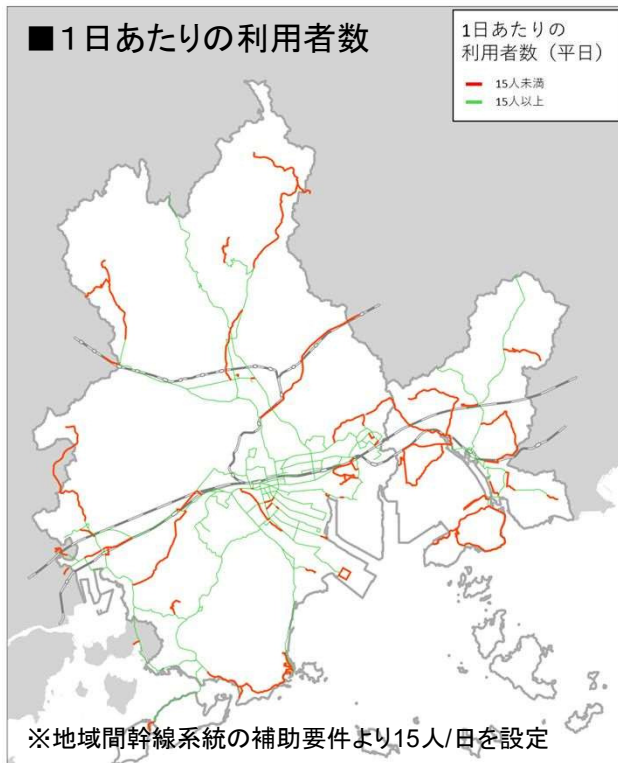 ■１日あたりの利用者数
1日あたりの
利用者数（平日）
15人未満
15人以上
※地域間幹線系統の補助要件より15人/日を設定